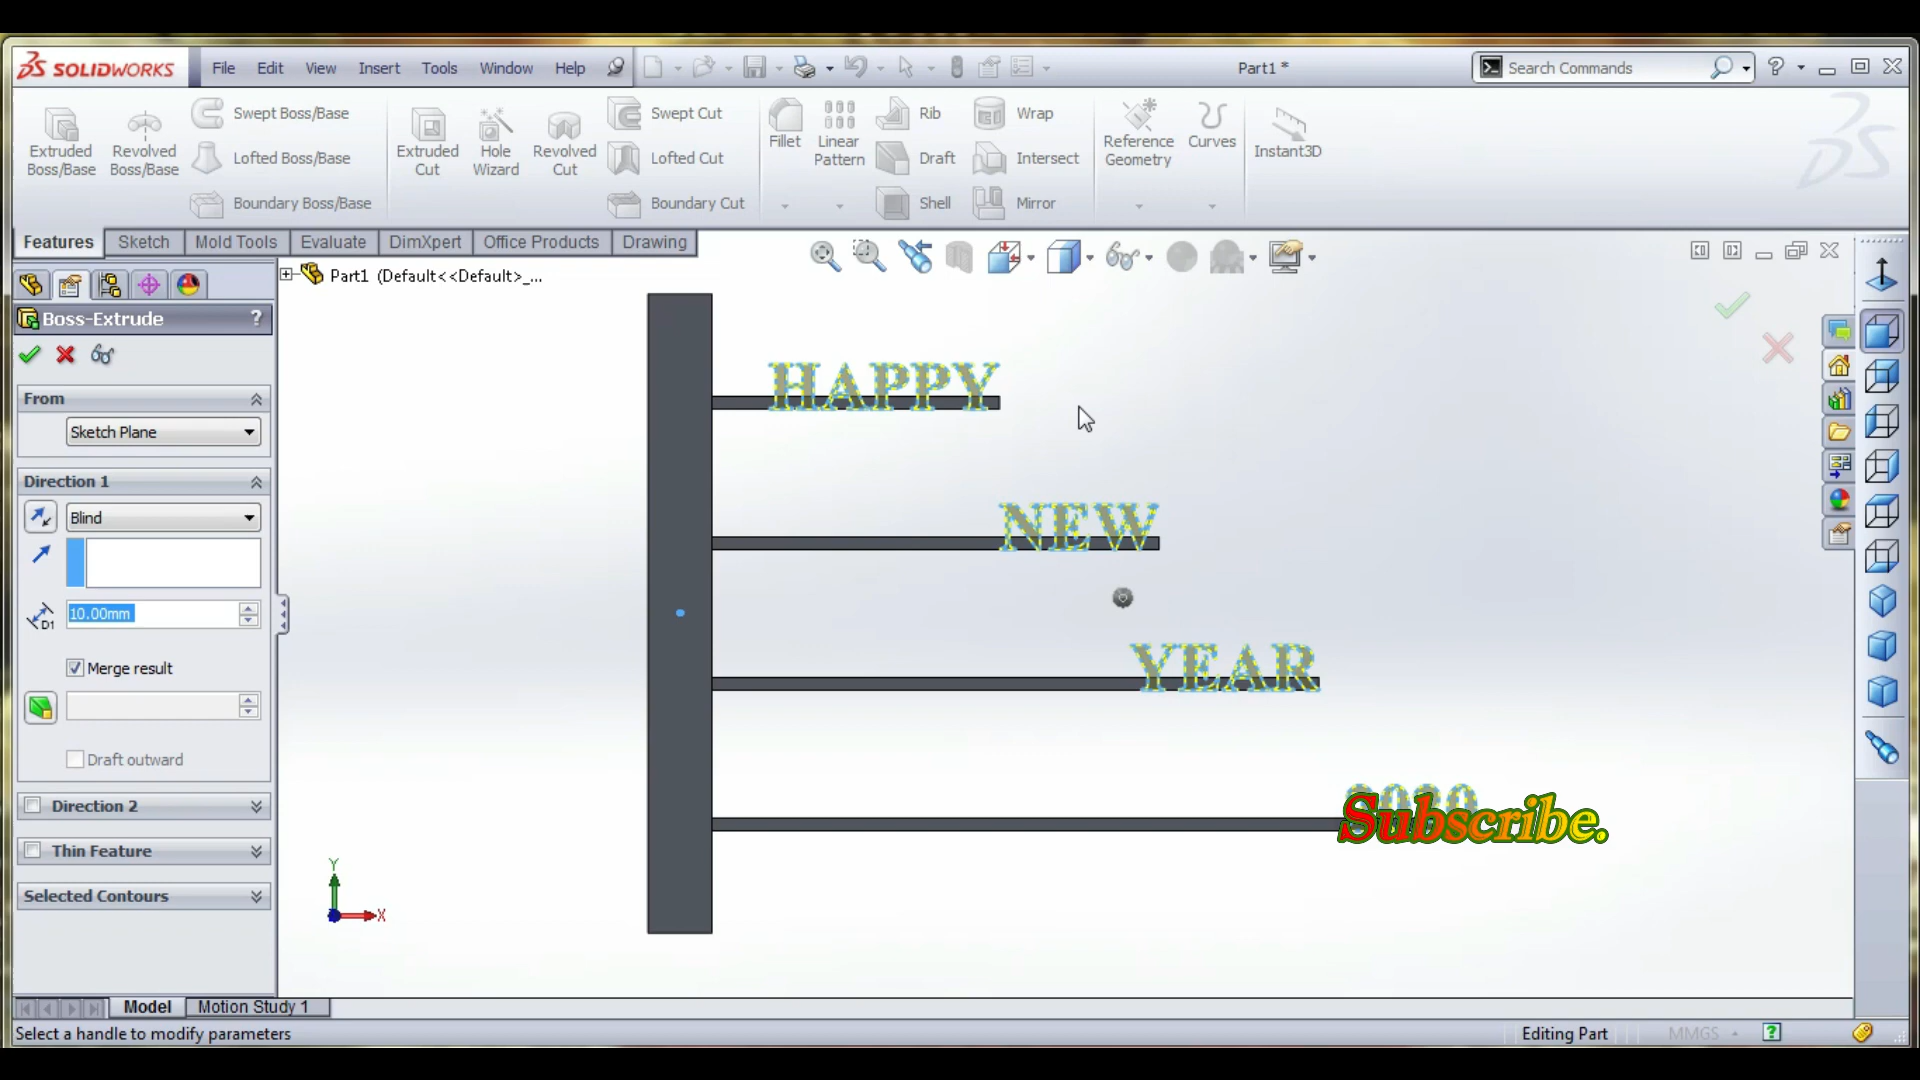 SOLIDWORKS File Edit View Insert Tools Window Help Part1 * Search Commands
Extruded Boss/Base
Revolved Boss/Base
Swept Boss/Base
Lofted Boss/Base
Boundary Boss/Base
Extruded Cut
Hole Wizard
Revolved Cut
Swept Cut
Lofted Cut
Boundary Cut
Fillet
Linear Pattern
Rib
Draft
Shell
Wrap
Intersect
Mirror
Reference Geometry
Curves
Instant3D
Features Sketch Mold Tools Evaluate DimXpert Office Products Drawing
Part1 (Default<<Default>_...
Boss-Extrude ?
From
Sketch Plane
Direction 1
Blind
D1 10.00mm
Merge result
Draft outward
Direction 2
Thin Feature
Selected Contours
HAPPY
NEW
YEAR
Subscribe.
Y
X
Model Motion Study 1
Select a handle to modify parameters Editing Part MMGS